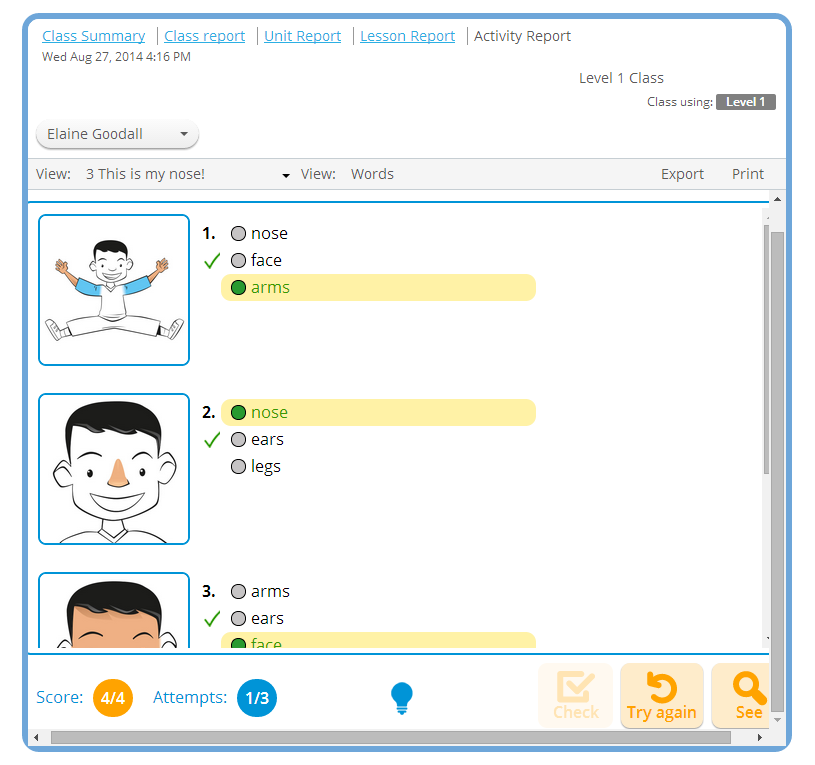 Class Summary Class report Unit Report Lesson Report Activity Report
Wed Aug 27, 2014 4:16 PM
Level 1 Class
Class using: Level 1
Elaine Goodall
View: 3 This is my nose! View: Words Export Print
1. nose
face
arms
2. nose
ears
legs
3. arms
ears
face
Score: 4/4 Attempts: 1/3 Check Try again See